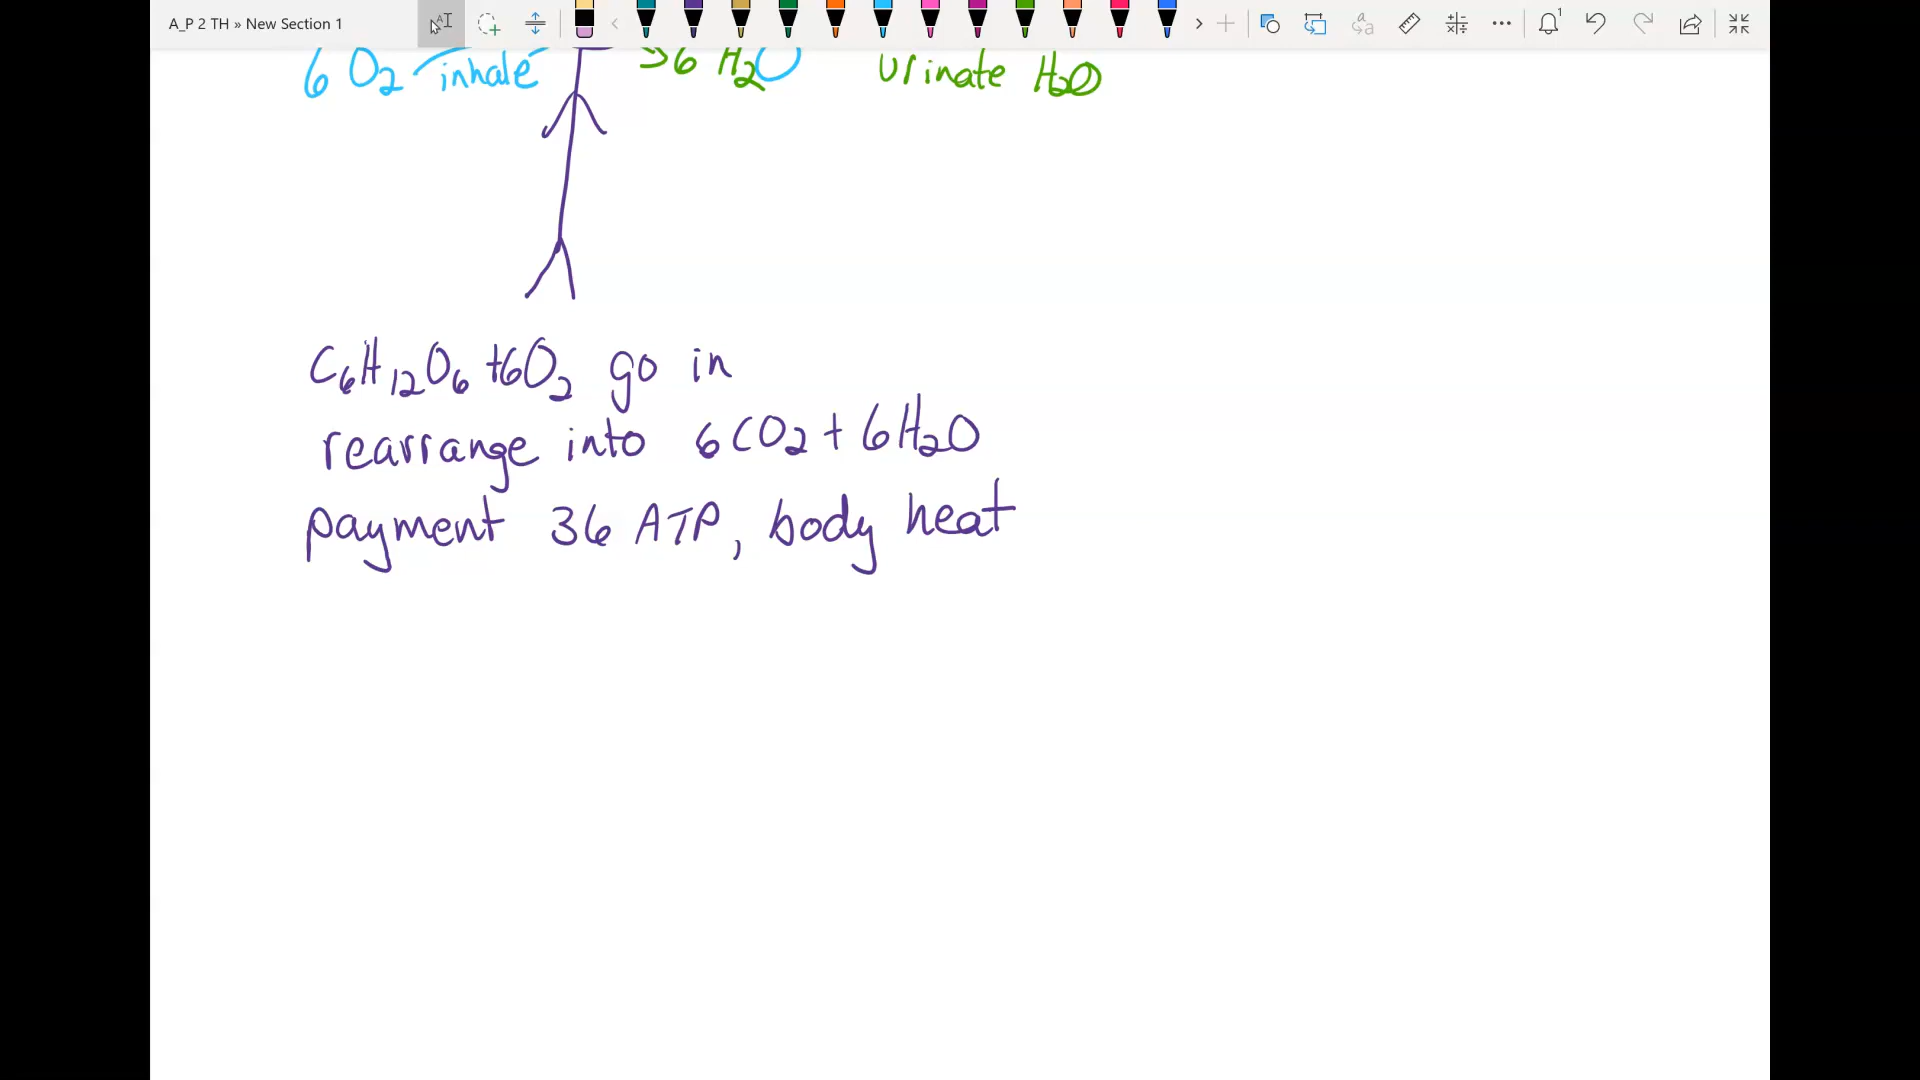 A_P 2 TH » New Section 1
6 O2 inhale 6 H2O urinate H2O
C6H12O6 +6O2 go in
rearrange into 6CO2 + 6H2O
payment 36 ATP, body heat